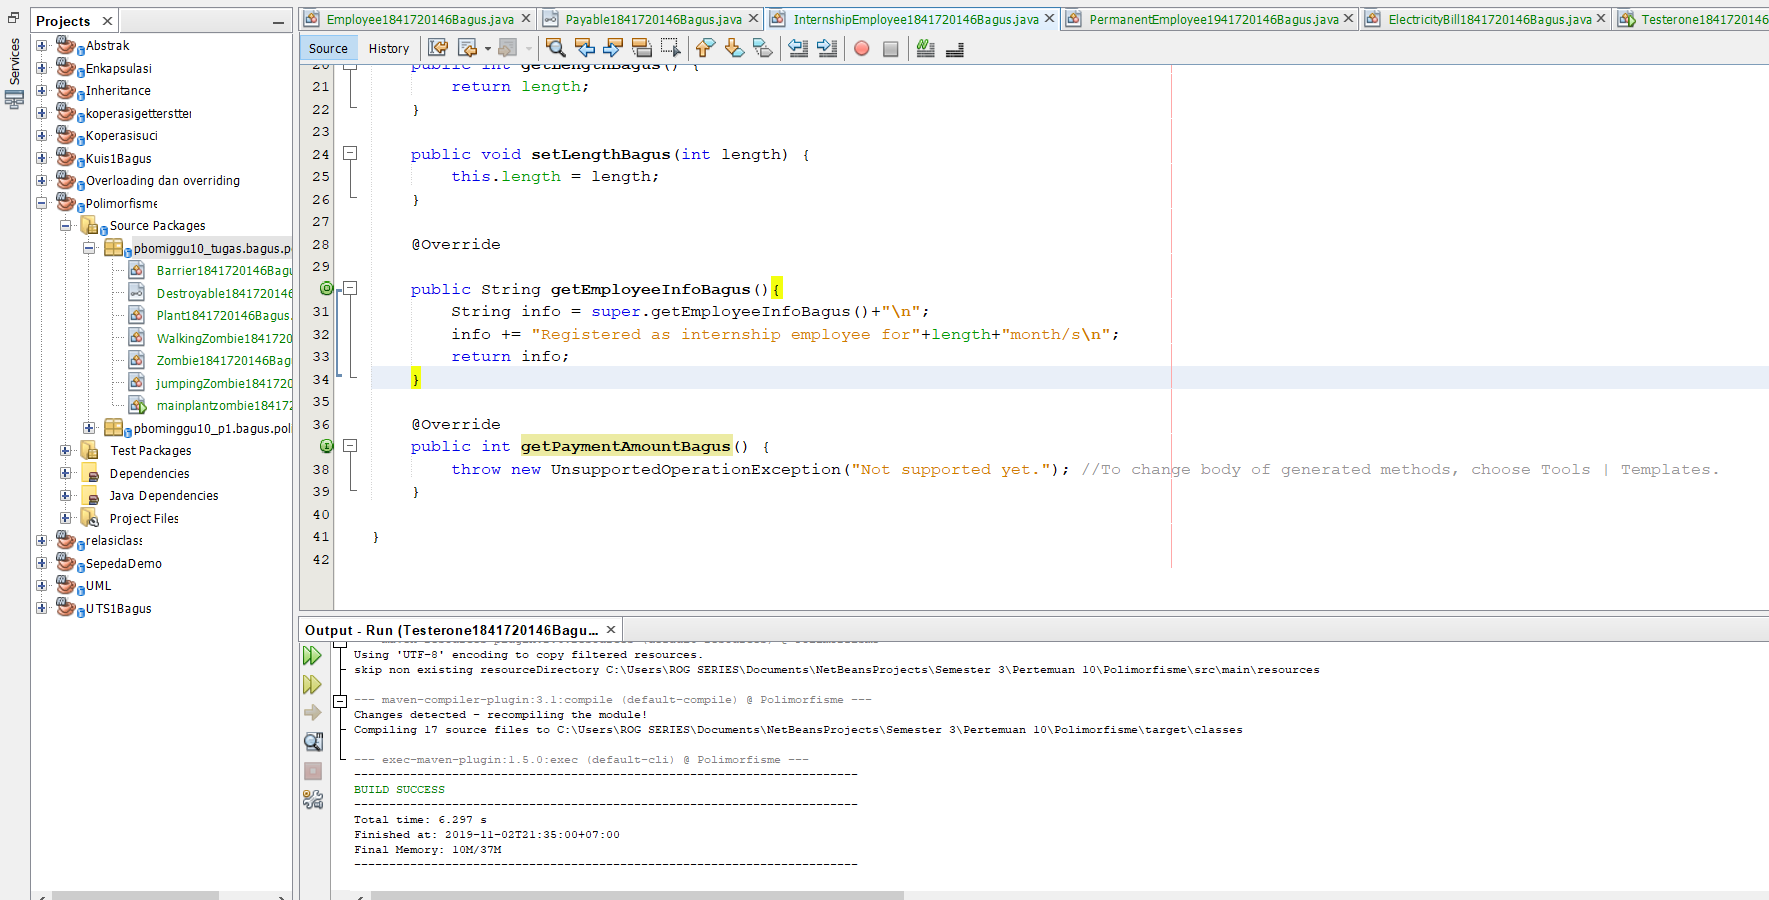 Services
Projects
Abstrak
Enkapsulasi
Inheritance
koperasigettersttei
Koperasisuci
Kuis1Bagus
Overloading dan overriding
Polimorfisme
Source Packages
pbomiggu10_tugas.bagus.p
Barrier1841720146Bagu
Destroyable184172014
Plant1841720146Bagus.
WalkingZombie184172
Zombie1841720146Bag
jumpingZombie184172
mainplantzombie18417
pbominggu10_p1.bagus.pol
Test Packages
Dependencies
Java Dependencies
Project Files
relasiclass
SepedaDemo
UML
UTS1Bagus
Employee1841720146Bagus.java
Payable1841720146Bagus.java
InternshipEmployee1841720146Bagus.java
PermanentEmployee1941720146Bagus.java
ElectricityBill1841720146Bagus.java
Testerone1841720146
Source History
20 public int getLengthBagus() {
21 return length;
22 }
23
24 public void setLengthBagus(int length) {
25 this.length = length;
26 }
27
28 @Override
29
public String getEmployeeInfoBagus(){
31 String info = super.getEmployeeInfoBagus()+"\n";
32 info += "Registered as internship employee for"+length+"month/s\n";
33 return info;
34 }
35
36 @Override
public int getPaymentAmountBagus() {
38 throw new UnsupportedOperationException("Not supported yet."); //To change body of generated methods, choose Tools | Templates.
39 }
40
41 }
42
Output - Run (Testerone1841720146Bagu...
Using 'UTF-8' encoding to copy filtered resources.
skip non existing resourceDirectory C:\Users\ROG SERIES\Documents\NetBeansProjects\Semester 3\Pertemuan 10\Polimorfisme\src\main\resources
--- maven-compiler-plugin:3.1:compile (default-compile) @ Polimorfisme ---
Changes detected - recompiling the module!
Compiling 17 source files to C:\Users\ROG SERIES\Documents\NetBeansProjects\Semester 3\Pertemuan 10\Polimorfisme\target\classes
--- exec-maven-plugin:1.5.0:exec (default-cli) @ Polimorfisme ---
------------------------------------------------------------------------
BUILD SUCCESS
------------------------------------------------------------------------
Total time: 6.297 s
Finished at: 2019-11-02T21:35:00+07:00
Final Memory: 10M/37M
------------------------------------------------------------------------